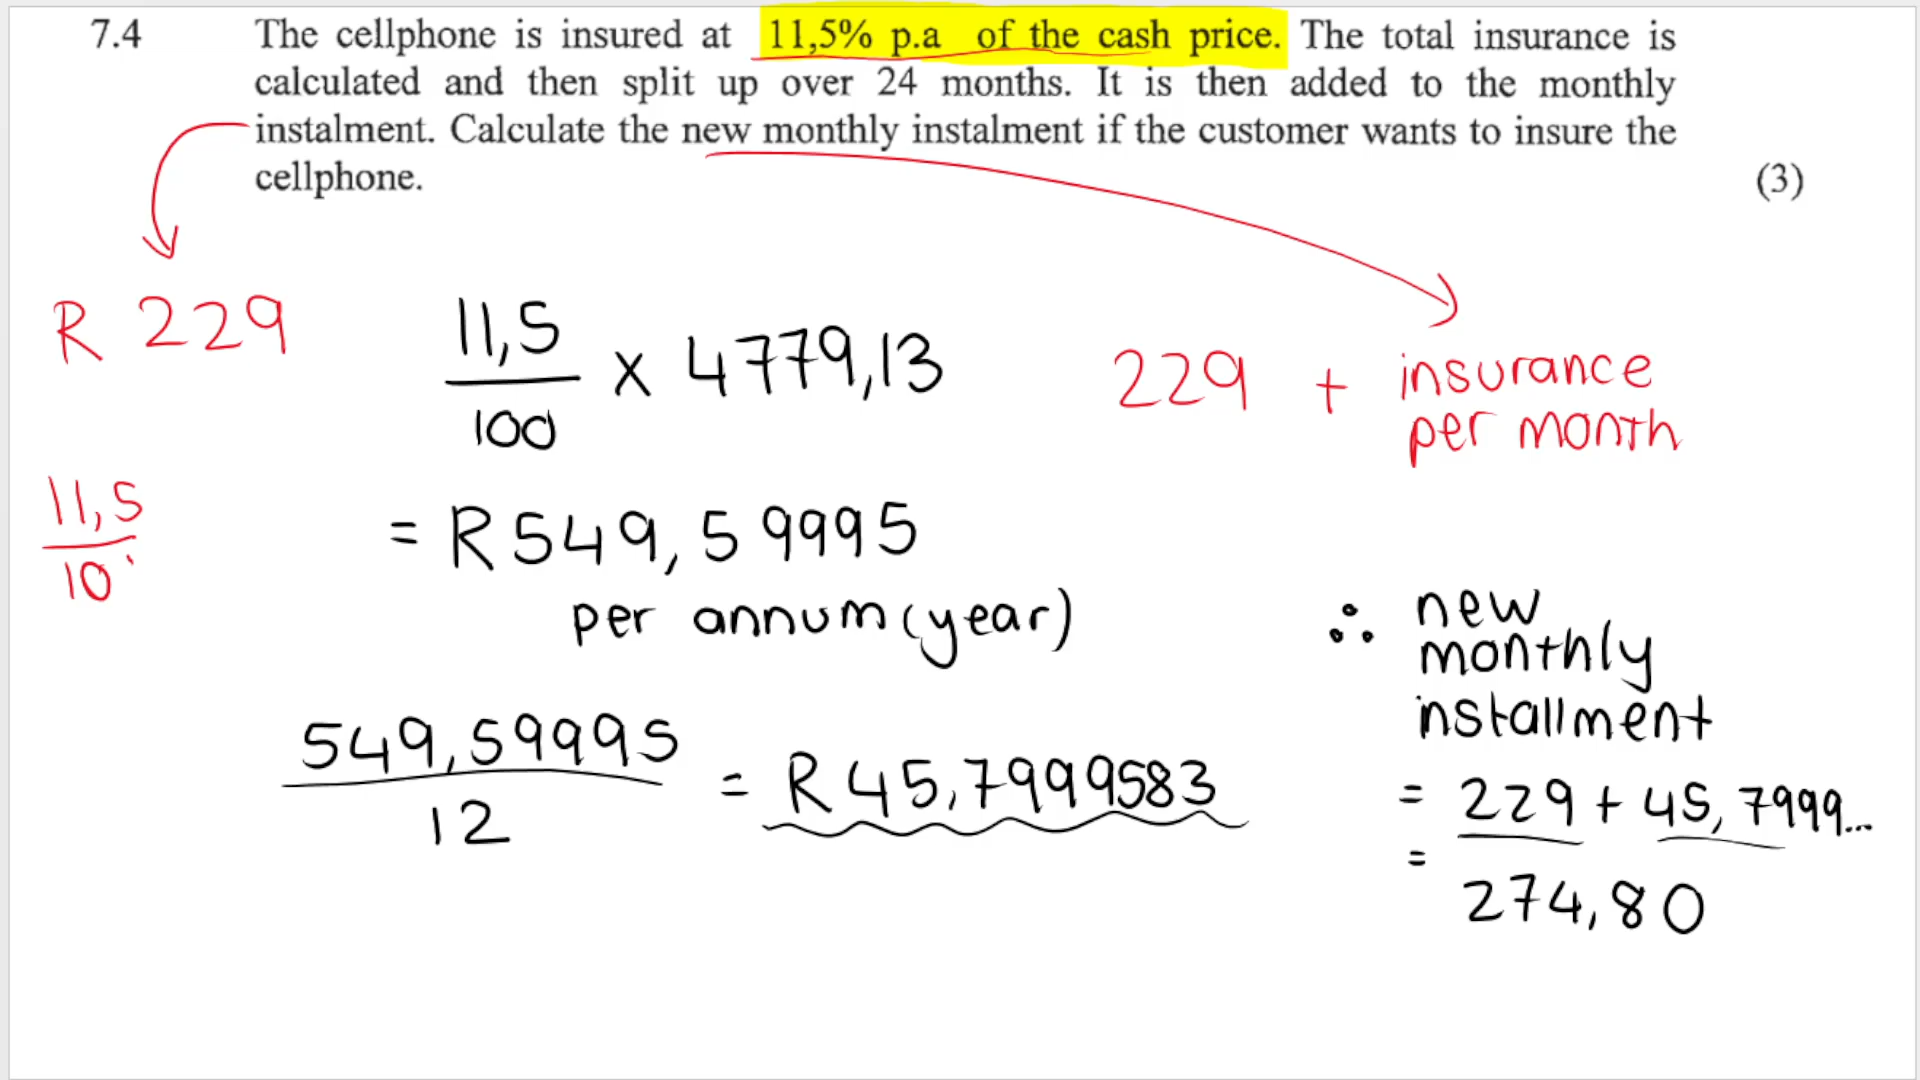 7.4 The cellphone is insured at 11,5% p.a of the cash price. The total insurance is
calculated and then split up over 24 months. It is then added to the monthly
instalment. Calculate the new monthly instalment if the customer wants to insure the
cellphone. (3)
R 229
11,5
100
x 4779,13
229 + insurance
per month
11,5
10
= R549,59995
per annum (year)
549,59995
12
= R45,7999583
∴ new
monthly
installment
= 229 + 45,7999...
=
274,80